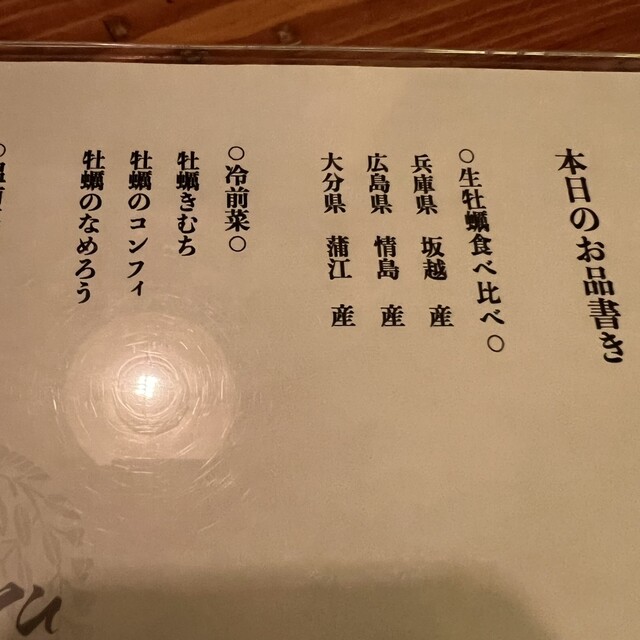 本日のお品書き
○生牡蠣食べ比べ○
兵庫県 坂越 産
広島県 情島 産
大分県 蒲江 産
○冷前菜○
牡蠣きむち
牡蠣のコンフィ
牡蠣のなめろう